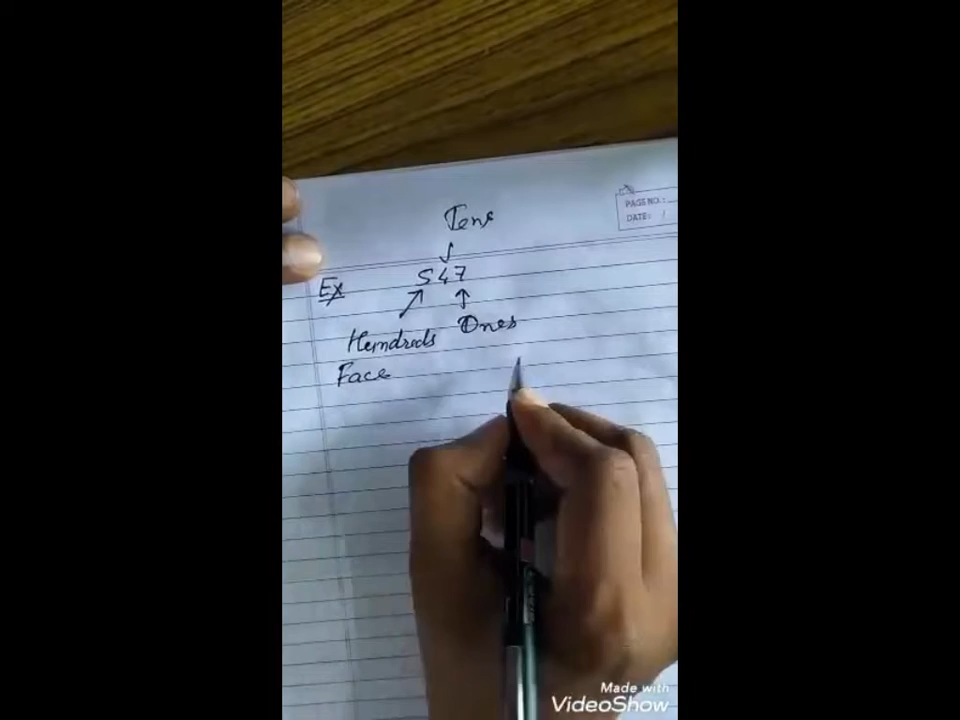 PAGE NO.:
DATE: /
Tens
Ex 547
Hundreds Ones
Face
Made with
VideoShow